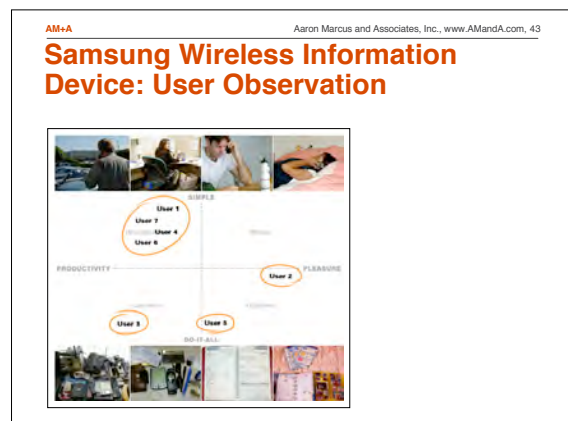 AM+A
Aaron Marcus and Associates, Inc., www.AMandA.com, 43
Samsung Wireless Information
Device: User Observation
SIMPLE
User 1
User 7
User 4
User 6
PRODUCTIVITY
PLEASURE
User 2
User 3
User 5
DO-IT-ALL